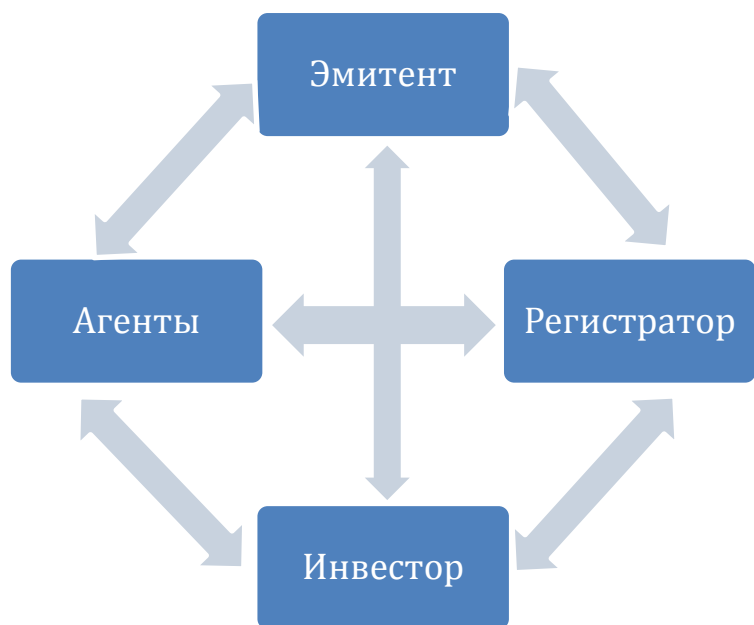 Эмитент
Агенты
Регистратор
Инвестор